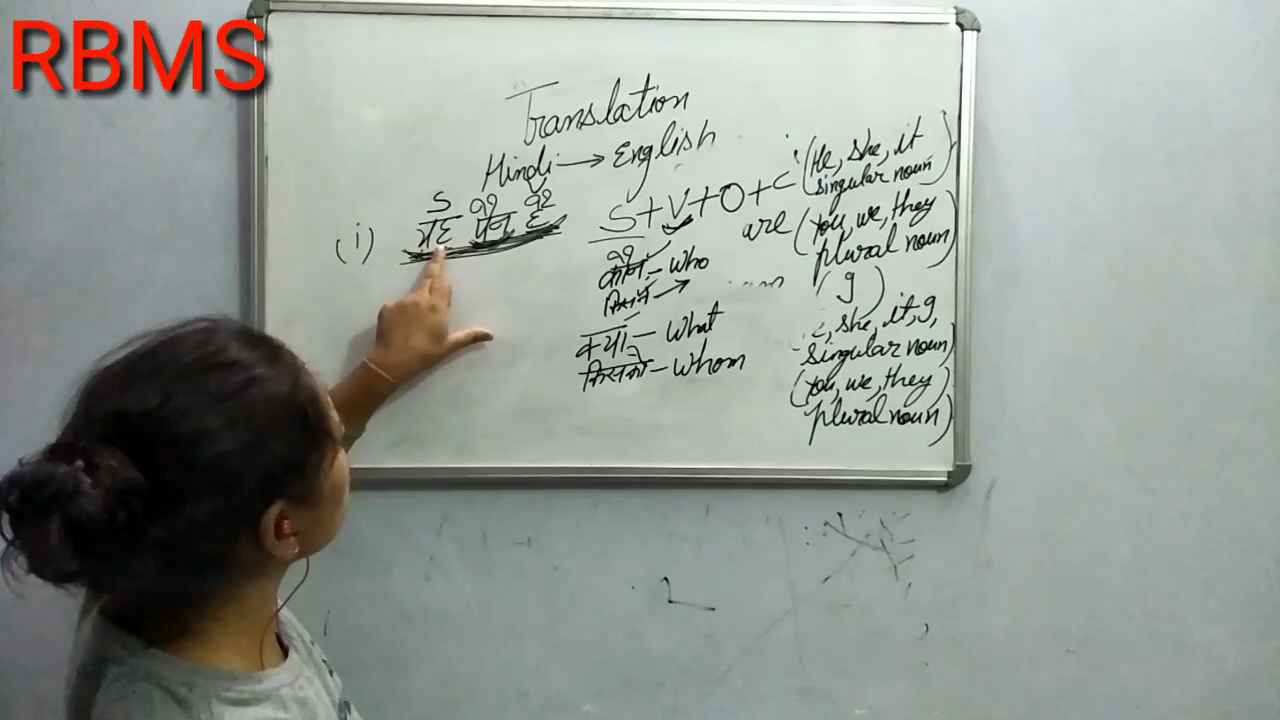 RBMS
Translation
Hindi → English
S ?? ??
(i) यह पेन है
S+V+O+C
i (He, she, it
singular noun)
are (You, we, they
plural noun)
(I)
she, it, I,
singular noun)
(You, we, they
plural noun)
कौन - Who
किसने →
क्या - What
किसको - Whom